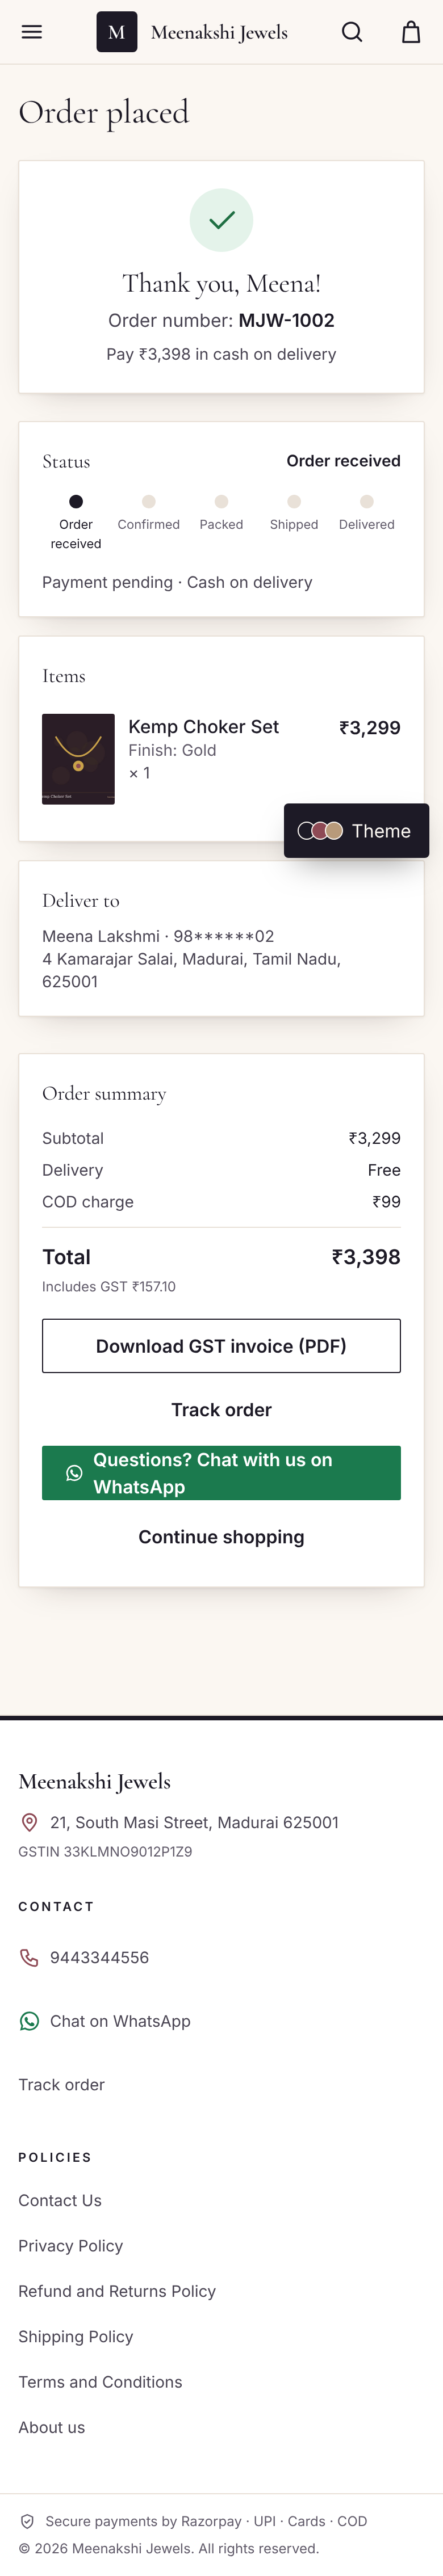 M Meenakshi Jewels
Order placed
Thank you, Meena!
Order number: MJW-1002
Pay ₹3,398 in cash on delivery
Status Order received
Order received Confirmed Packed Shipped Delivered
Payment pending · Cash on delivery
Items
Kemp Choker Set ₹3,299
Finish: Gold
× 1
Theme
Deliver to
Meena Lakshmi · 98******02
4 Kamarajar Salai, Madurai, Tamil Nadu,
625001
Order summary
Subtotal ₹3,299
Delivery Free
COD charge ₹99
Total ₹3,398
Includes GST ₹157.10
Download GST invoice (PDF)
Track order
Questions? Chat with us on
WhatsApp
Continue shopping
Meenakshi Jewels
21, South Masi Street, Madurai 625001
GSTIN 33KLMNO9012P1Z9
CONTACT
9443344556
Chat on WhatsApp
Track order
POLICIES
Contact Us
Privacy Policy
Refund and Returns Policy
Shipping Policy
Terms and Conditions
About us
Secure payments by Razorpay · UPI · Cards · COD
© 2026 Meenakshi Jewels. All rights reserved.